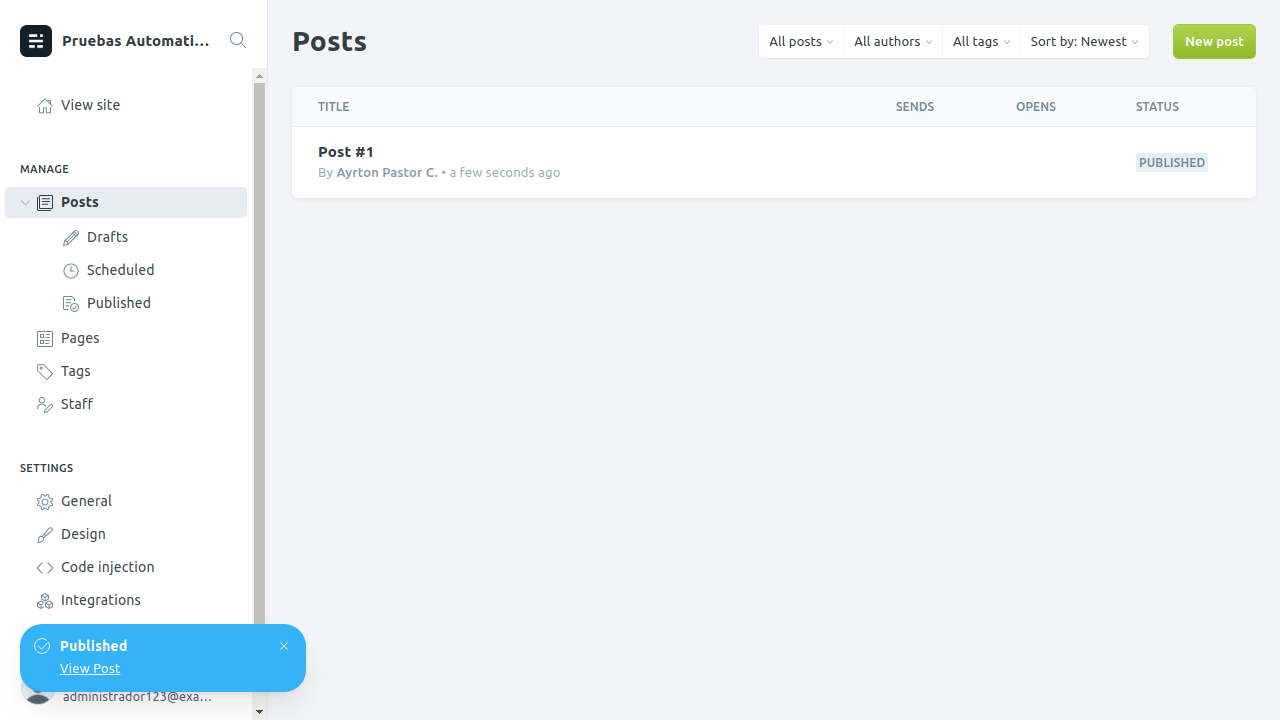 Pruebas Automati...
View site
MANAGE
Posts
Drafts
Scheduled
Published
Pages
Tags
Staff
SETTINGS
General
Design
Code injection
Integrations
Published
View Post
administrador123@exa...
Posts
All posts
All authors
All tags
Sort by: Newest
New post
TITLE SENDS OPENS STATUS
Post #1
By Ayrton Pastor C. • a few seconds ago
PUBLISHED